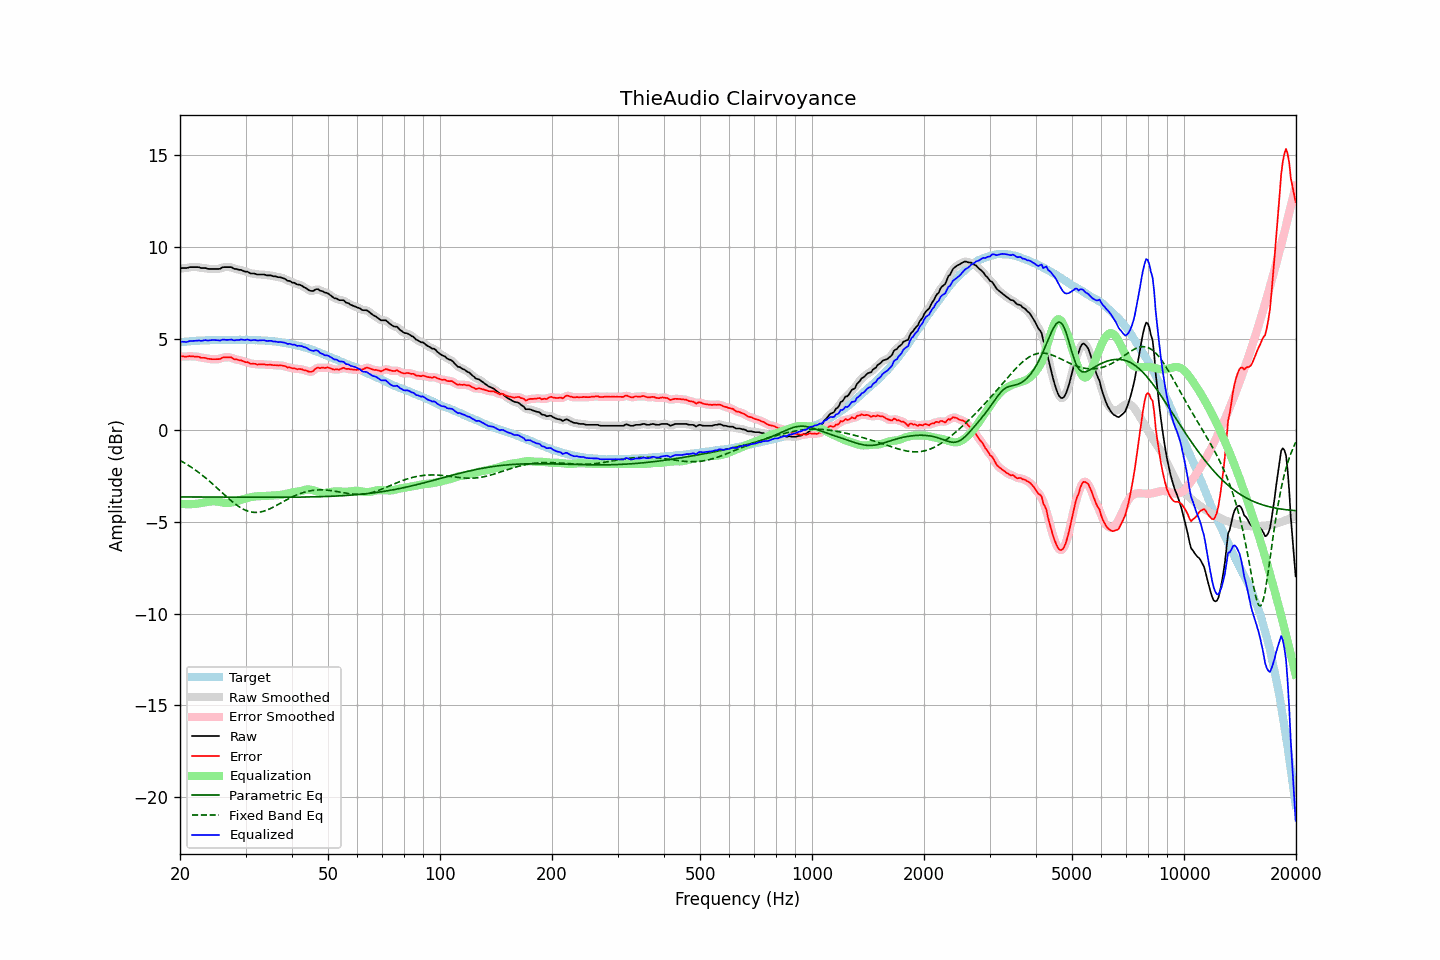 ThieAudio Clairvoyance
15
10
5
0
−5
−10
−15
−20
Amplitude (dBr)
Target
Raw Smoothed
Error Smoothed
Raw
Error
Equalization
Parametric Eq
Fixed Band Eq
Equalized
20 50 100 200 500 1000 2000 5000 10000 20000
Frequency (Hz)